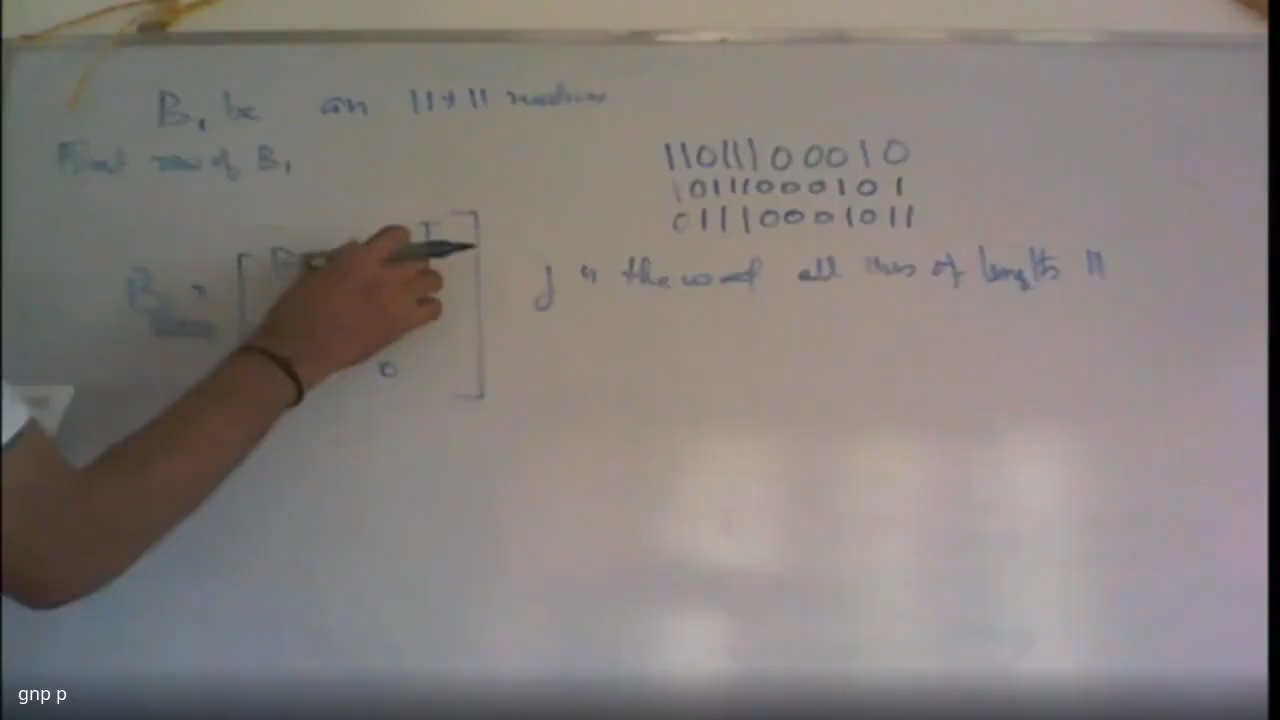 B₁ be an 11×11 matrix
First row of B₁
11011100010
10111000101
01110001011
B = [ B T
0 ]
j is the word all ones of length 11
gnp p